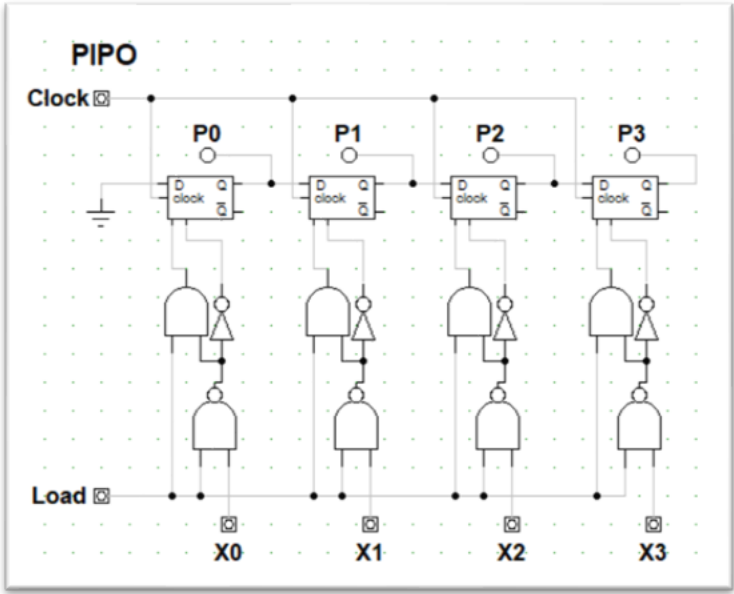 PIPO
Clock
P0 P1 P2 P3
D Q D Q D Q D Q
clock clock clock clock
Q̅ Q̅ Q̅ Q̅
Load
X0 X1 X2 X3